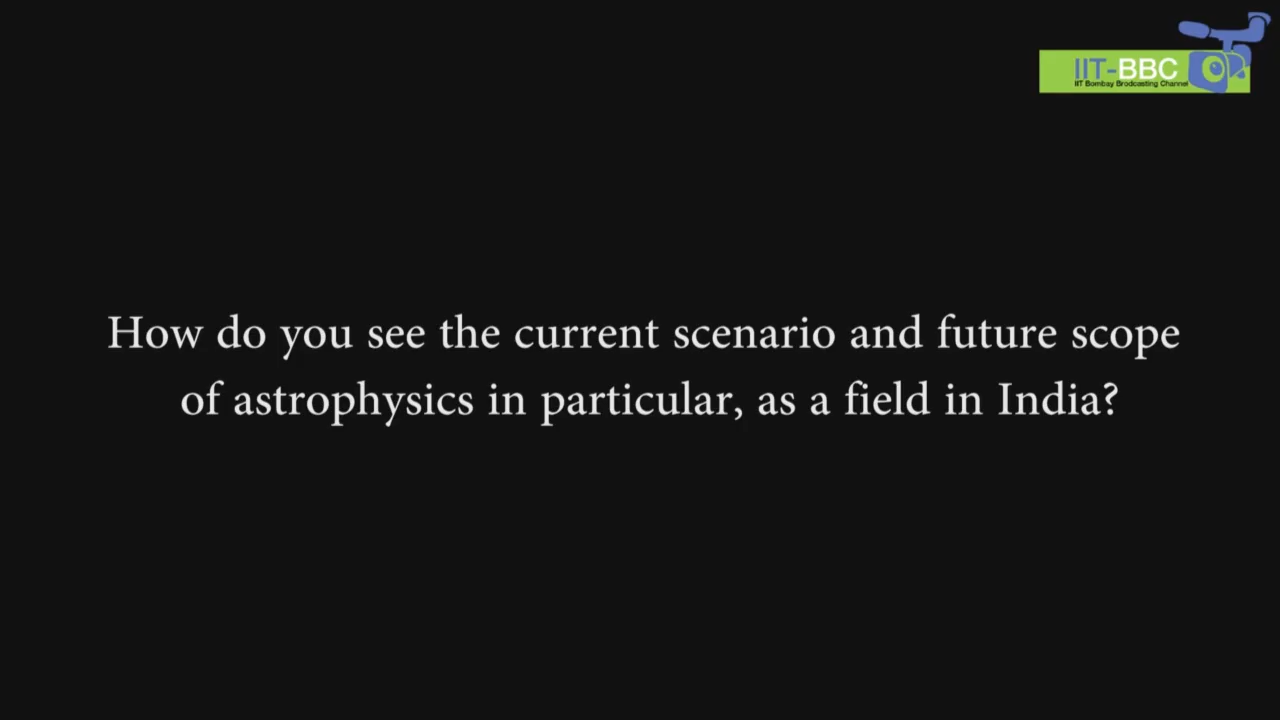 IIT-BBC
IIT Bombay Brodcasting Channel
How do you see the current scenario and future scope
of astrophysics in particular, as a field in India?